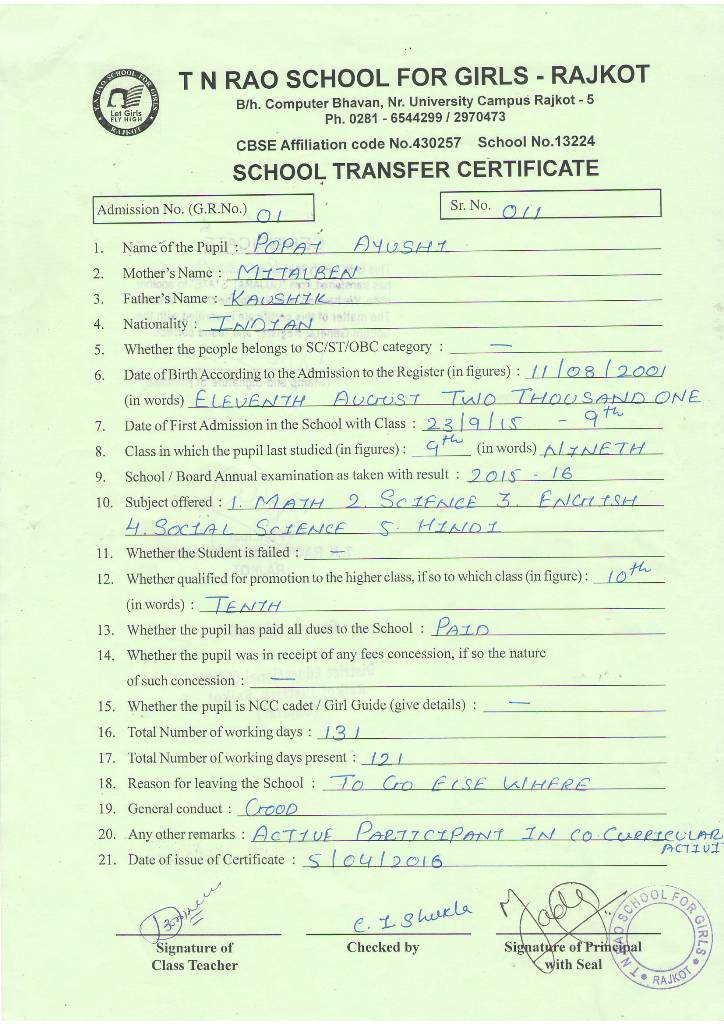 T N RAO SCHOOL FOR GIRLS - RAJKOT
T. N. RAO SCHOOL FOR GIRLS
Let Girls
FLY HIGH
RAJKOT
B/h. Computer Bhavan, Nr. University Campus Rajkot - 5
Ph. 0281 - 6544299 / 2970473
CBSE Affiliation code No.430257 School No.13224
SCHOOL TRANSFER CERTIFICATE
Admission No. (G.R.No.) 01
Sr. No. 011
1. Name of the Pupil : POPAT AYUSHI
2. Mother's Name : MITALBEN
3. Father's Name : KAUSHIK
4. Nationality : INDIAN
5. Whether the people belongs to SC/ST/OBC category : —
6. Date of Birth According to the Admission to the Register (in figures) : 11/08/2001
(in words) ELEVENTH AUGUST TWO THOUSAND ONE
7. Date of First Admission in the School with Class : 23/9/15 - 9th
8. Class in which the pupil last studied (in figures) : 9th (in words) NINETH
9. School / Board Annual examination as taken with result : 2015 - 16
10. Subject offered : 1. MATH 2. SCIENCE 3. ENGLISH
4. SOCIAL SCIENCE 5. HINDI
11. Whether the Student is failed : —
12. Whether qualified for promotion to the higher class, if so to which class (in figure) : 10th
(in words) : TENTH
13. Whether the pupil has paid all dues to the School : PAID
14. Whether the pupil was in receipt of any fees concession, if so the nature
of such concession : —
15. Whether the pupil is NCC cadet / Girl Guide (give details) : —
16. Total Number of working days : 131
17. Total Number of working days present : 121
18. Reason for leaving the School : TO GO ELSE WHERE
19. General conduct : GOOD
20. Any other remarks : ACTIVE PARTICIPANT IN CO-CURRICULAR
ACTIVIT
21. Date of issue of Certificate : 5/04/2016
C. I Shukla
Signature of
Class Teacher
Checked by
Signature of Principal
with Seal
T N RAO SCHOOL FOR GIRLS
RAJKOT